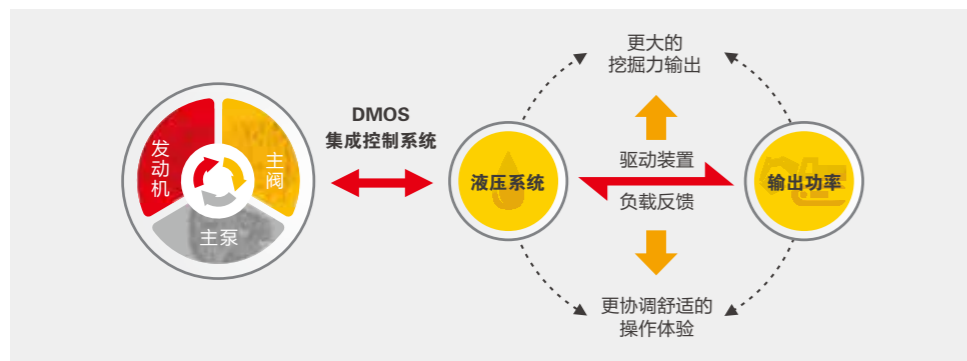 更大的
挖掘力输出
DMOS
集成控制系统
发动机
主阀
主泵
液压系统
驱动装置
负载反馈
输出功率
更协调舒适的
操作体验